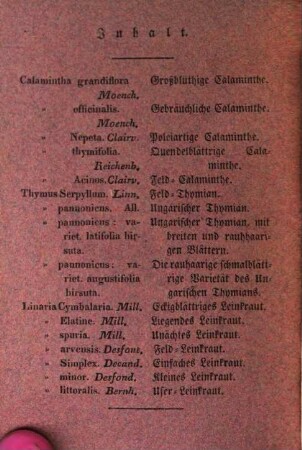 Inhalt.
Calamintha grandiflora Großblüthige Calaminthe.
Moench.
" officinalis. Gebräuchliche Calaminthe.
Moench.
" Nepeta. Clairv. Poleiartige Calaminthe.
" thymifolia. Quendelblättrige Cala-
Reichenb. minthe.
" Acinos. Clairv. Feld-Calaminthe.
Thymus Serpyllum. Linn. Feld-Thymian.
" pannonicus. All. Ungarischer Thymian.
" pannonicus: va- Ungarischer Thymian, mit
riet. latifolia hir- breiten und rauhhaari-
suta. gen Blättern.
" pannonicus: va- Die rauhhaarige schmalblätt-
riet. angustifolia rige Varietät des Un-
hirsuta. garischen Thymians.
Linaria Cymbalaria. Mill. Eckigblättriges Leinkraut.
" Elatine. Mill. Liegendes Leinkraut.
" spuria. Mill. Unächtes Leinkraut.
" arvensis. Desfont. Feld-Leinkraut.
" Simplex. Decand. Einfaches Leinkraut.
" minor. Desfond. Kleines Leinkraut.
" littoralis. Bernh. Ufer-Leinkraut.